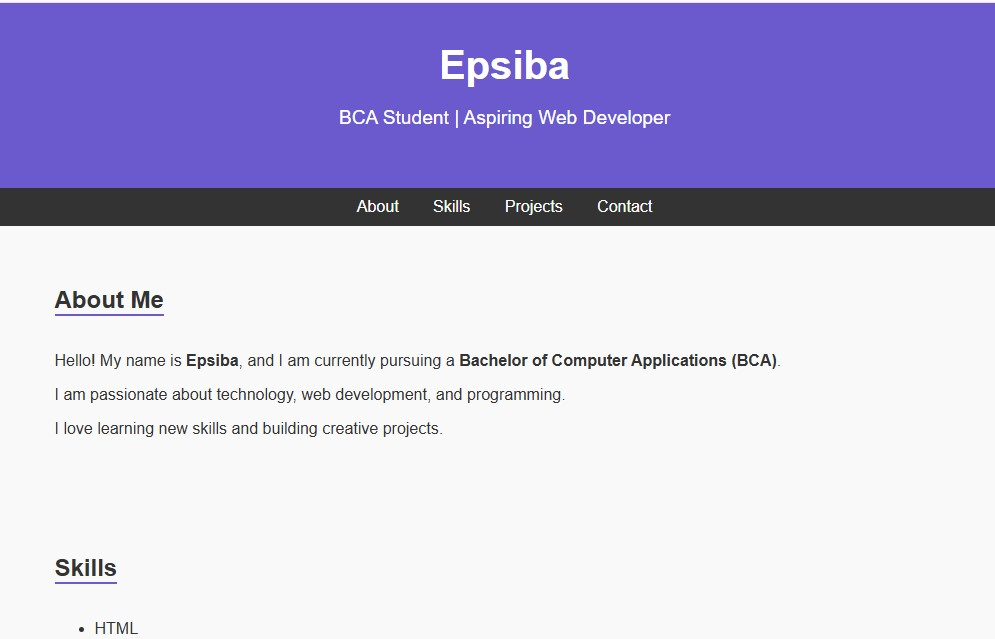 Epsiba
BCA Student | Aspiring Web Developer
About Skills Projects Contact
About Me
Hello! My name is Epsiba, and I am currently pursuing a Bachelor of Computer Applications (BCA).
I am passionate about technology, web development, and programming.
I love learning new skills and building creative projects.
Skills
• HTML